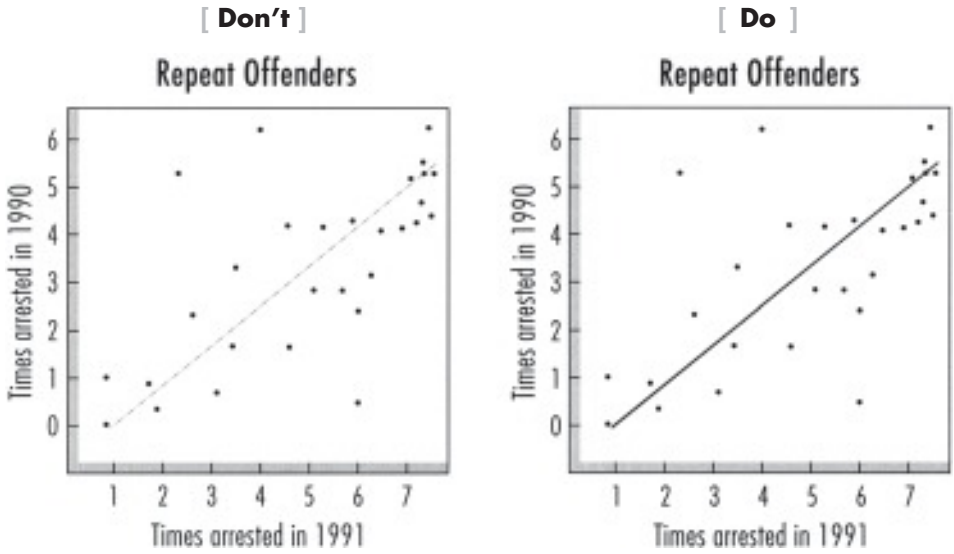 [ Don't ]
Repeat Offenders
Times arrested in 1990
6
5
4
3
2
1
0
1 2 3 4 5 6 7
Times arrested in 1991
[ Do ]
Repeat Offenders
Times arrested in 1990
6
5
4
3
2
1
0
1 2 3 4 5 6 7
Times arrested in 1991